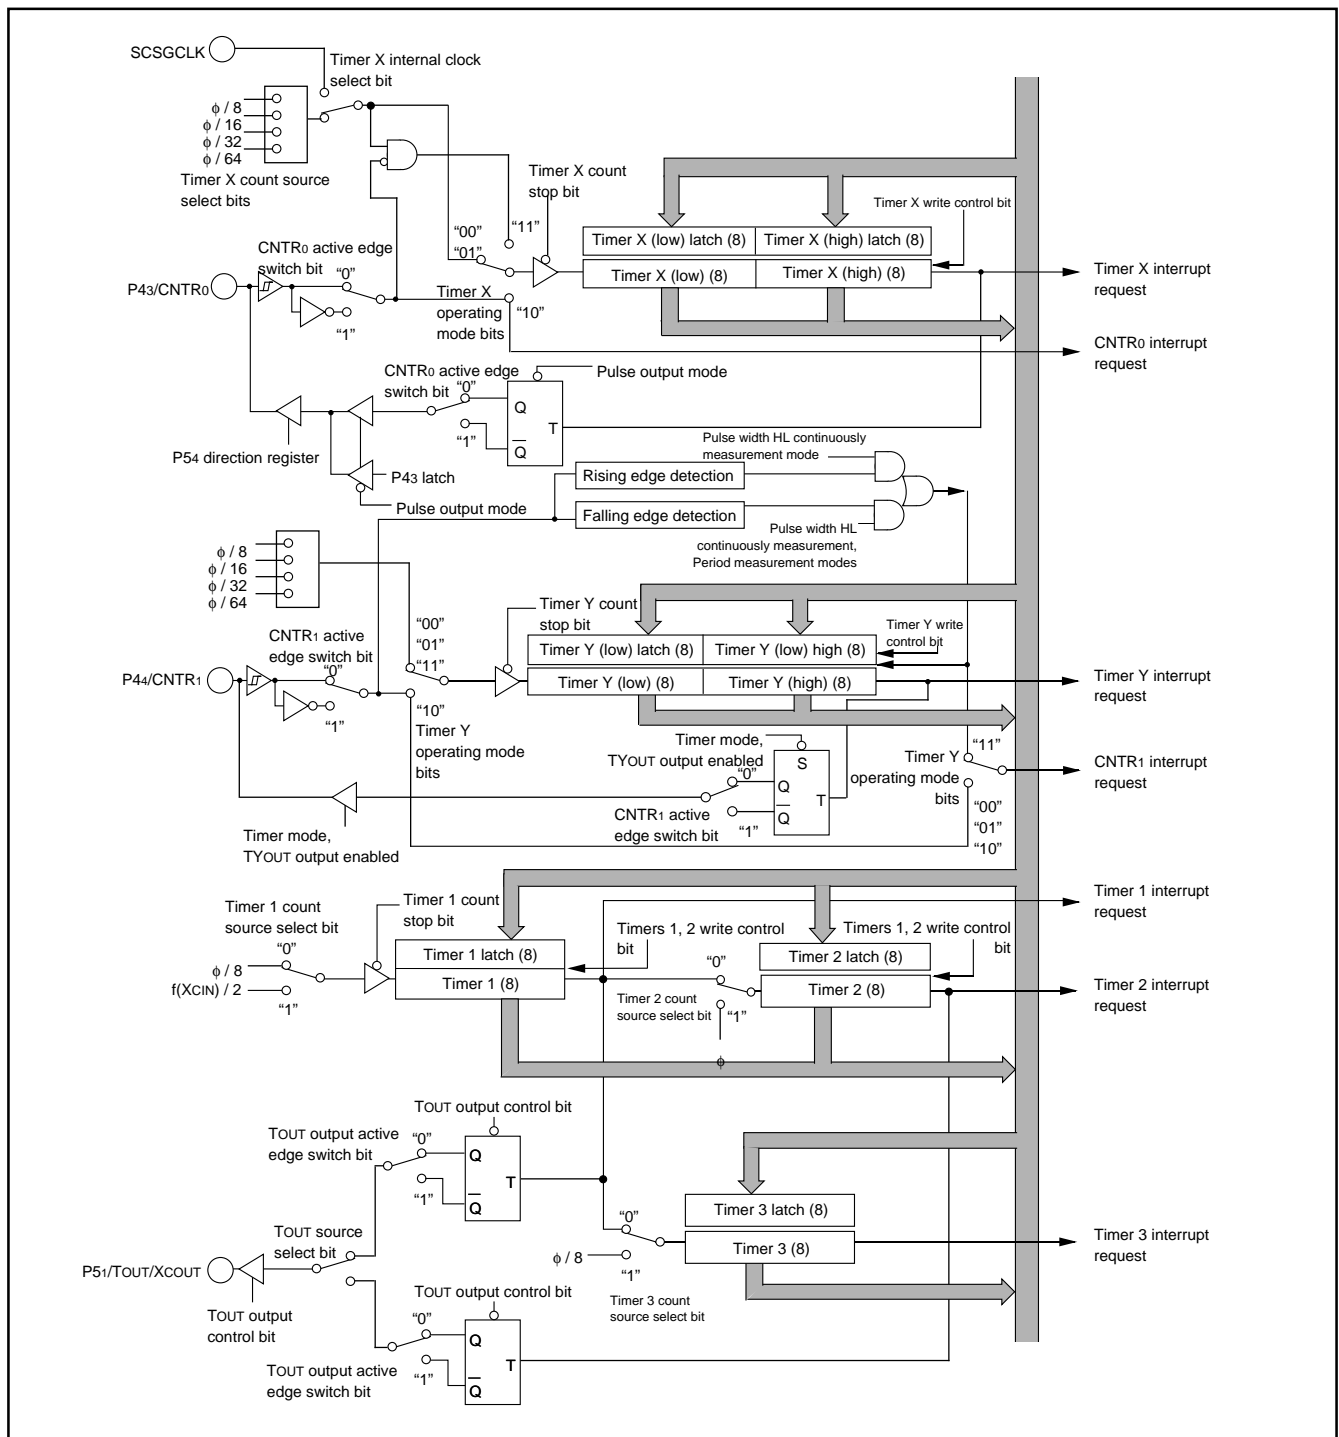 SCSGCLK
Timer X internal clock
select bit
ϕ / 8
ϕ / 16
ϕ / 32
ϕ / 64
Timer X count source
select bits
Timer X count
stop bit
Timer X write control bit
“00”
“01”
“11”
Timer X (low) latch (8)
Timer X (high) latch (8)
Timer X (low) (8)
Timer X (high) (8)
Timer X interrupt
request
CNTR0 active edge
switch bit
“0”
P43/CNTR0
“1”
Timer X
operating
mode bits
“10”
CNTR0 interrupt
request
CNTR0 active edge
switch bit
“0”
Pulse output mode
Q
T
Q
“1”
P54 direction register
P43 latch
Pulse output mode
Pulse width HL continuously
measurement mode
Rising edge detection
Falling edge detection
Pulse width HL
continuously measurement,
Period measurement modes
ϕ / 8
ϕ / 16
ϕ / 32
ϕ / 64
Timer Y count
stop bit
“00”
“01”
“11”
Timer Y write
control bit
Timer Y (low) latch (8)
Timer Y (low) high (8)
Timer Y (low) (8)
Timer Y (high) (8)
Timer Y interrupt
request
CNTR1 active
edge switch bit
“0”
P44/CNTR1
“1”
“10”
Timer Y
operating mode
bits
Timer mode,
TYOUT output enabled
“0”
S
Q
T
Q
“1”
CNTR1 active
edge switch bit
Timer Y
operating mode
bits
“11”
“00”
“01”
“10”
CNTR1 interrupt
request
Timer mode,
TYOUT output enabled
Timer 1 interrupt
request
Timer 1 count
source select bit
“0”
Timer 1 count
stop bit
ϕ / 8
f(XCIN) / 2
“1”
Timer 1 latch (8)
Timer 1 (8)
Timers 1, 2 write control
bit
Timers 1, 2 write control
bit
“0”
Timer 2 count
source select bit
“1”
ϕ
Timer 2 latch (8)
Timer 2 (8)
Timer 2 interrupt
request
TOUT output control bit
TOUT output active
edge switch bit
“0”
Q
T
Q
“1”
TOUT source
select bit
P51/TOUT/XCOUT
TOUT output
control bit
“0”
ϕ / 8
“1”
Timer 3 count
source select bit
Timer 3 latch (8)
Timer 3 (8)
Timer 3 interrupt
request
TOUT output control bit
“0”
Q
T
Q
“1”
TOUT output active
edge switch bit